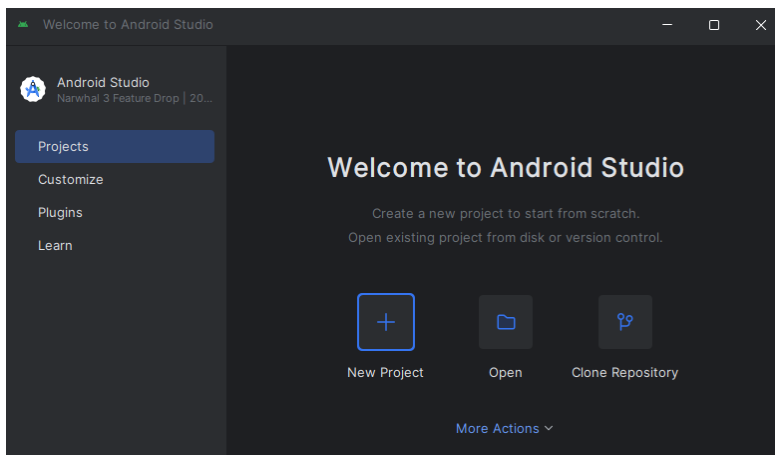 Welcome to Android Studio
Android Studio
Narwhal 3 Feature Drop | 20...
Projects
Customize
Plugins
Learn
Welcome to Android Studio
Create a new project to start from scratch.
Open existing project from disk or version control.
New Project
Open
Clone Repository
More Actions